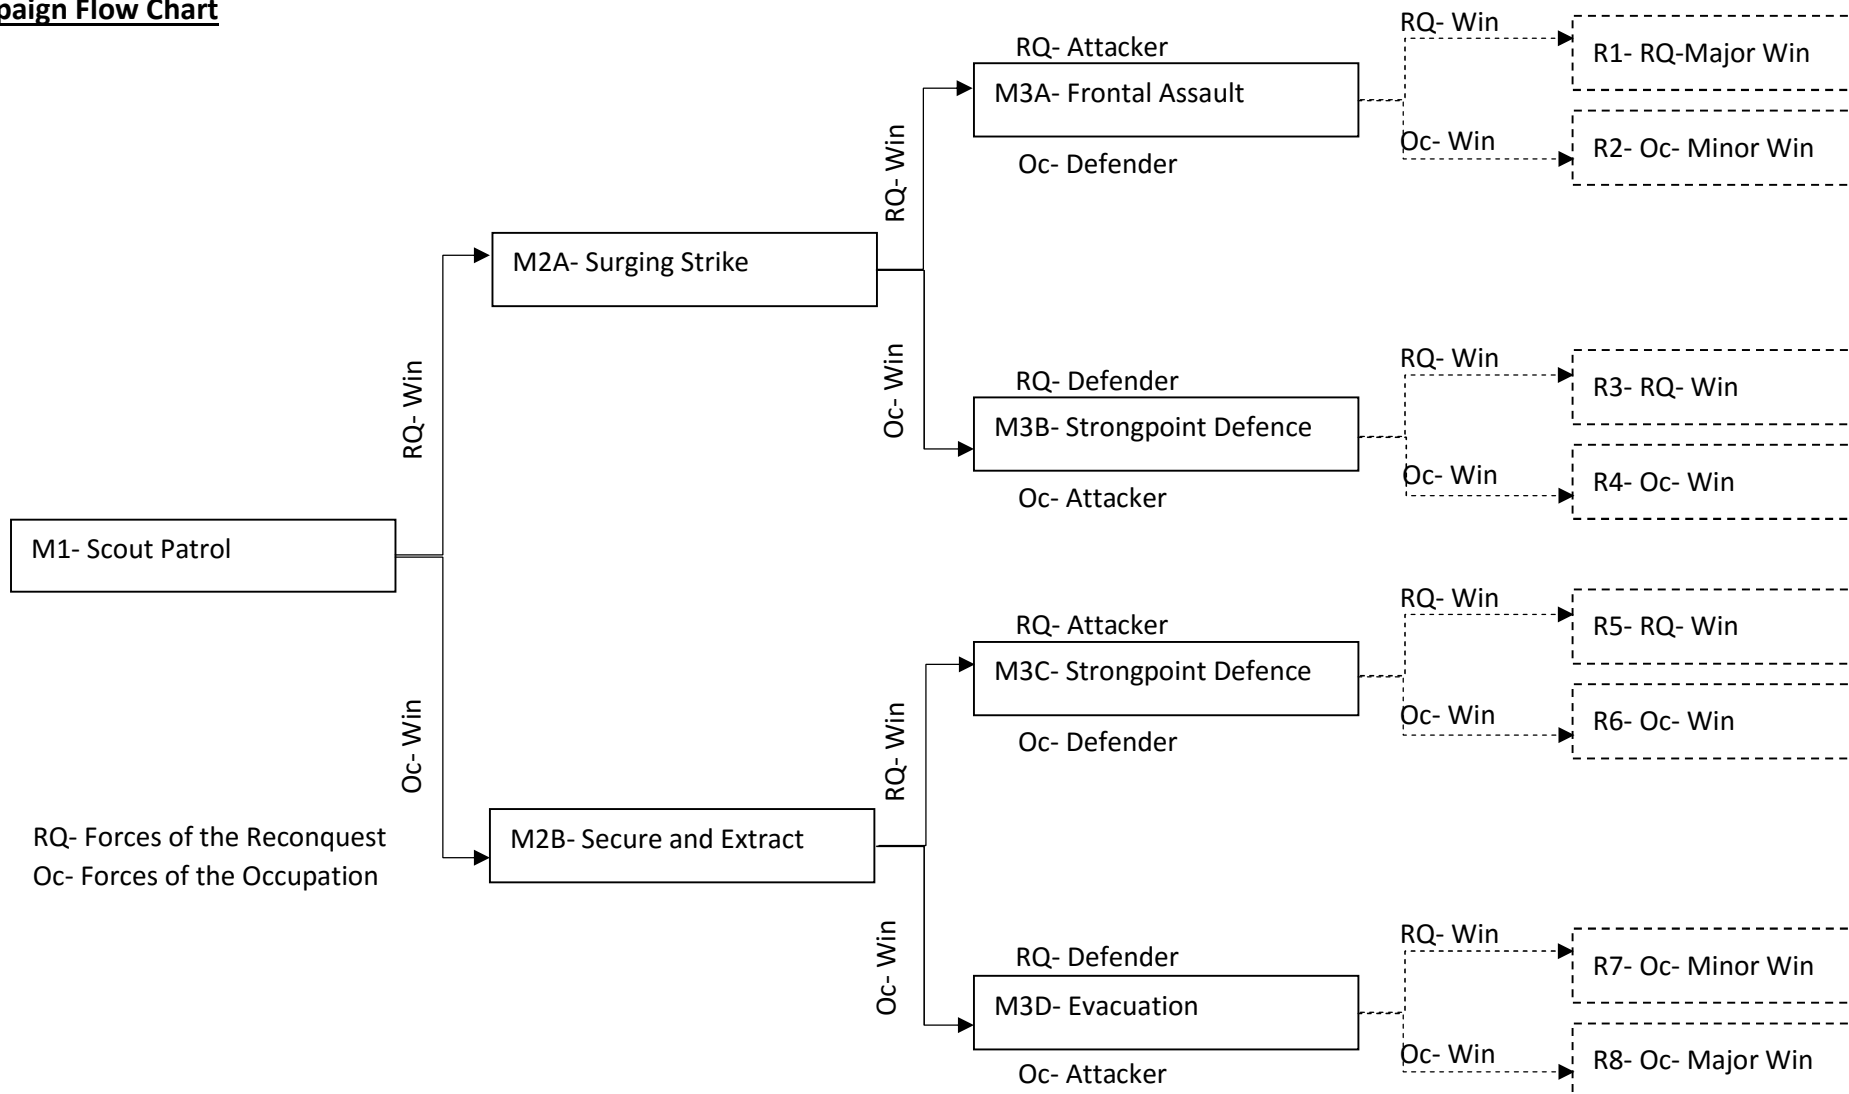 paign Flow Chart
RQ- Win
R1- RQ-Major Win
RQ- Attacker
M3A- Frontal Assault
Oc- Win
R2- Oc- Minor Win
Oc- Defender
RQ- Win
M2A- Surging Strike
Oc- Win
RQ- Win
RQ- Win
R3- RQ- Win
RQ- Defender
M3B- Strongpoint Defence
Oc- Win
R4- Oc- Win
Oc- Attacker
M1- Scout Patrol
RQ- Win
R5- RQ- Win
RQ- Attacker
M3C- Strongpoint Defence
Oc- Win
R6- Oc- Win
Oc- Defender
Oc- Win
RQ- Win
M2B- Secure and Extract
RQ- Forces of the Reconquest
Oc- Forces of the Occupation
Oc- Win
RQ- Win
R7- Oc- Minor Win
RQ- Defender
M3D- Evacuation
Oc- Win
R8- Oc- Major Win
Oc- Attacker